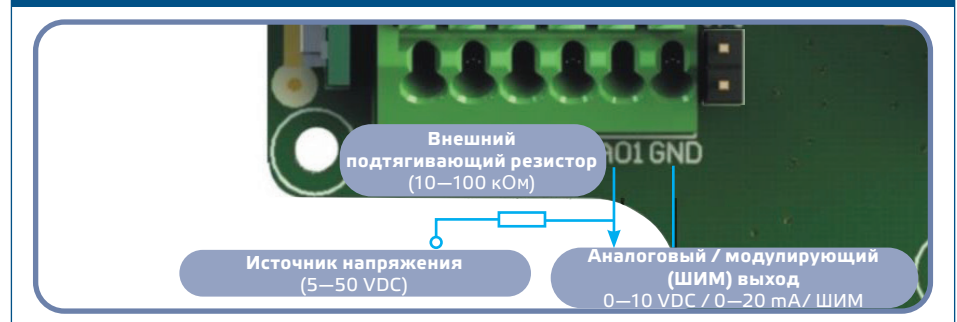 Внешний
подтягивающий резистор
(10—100 кОм)
AO1 GND
Источник напряжения
(5—50 VDC)
Аналоговый / модулирующий
(ШИМ) выход
0—10 VDC / 0—20 mA/ ШИМ